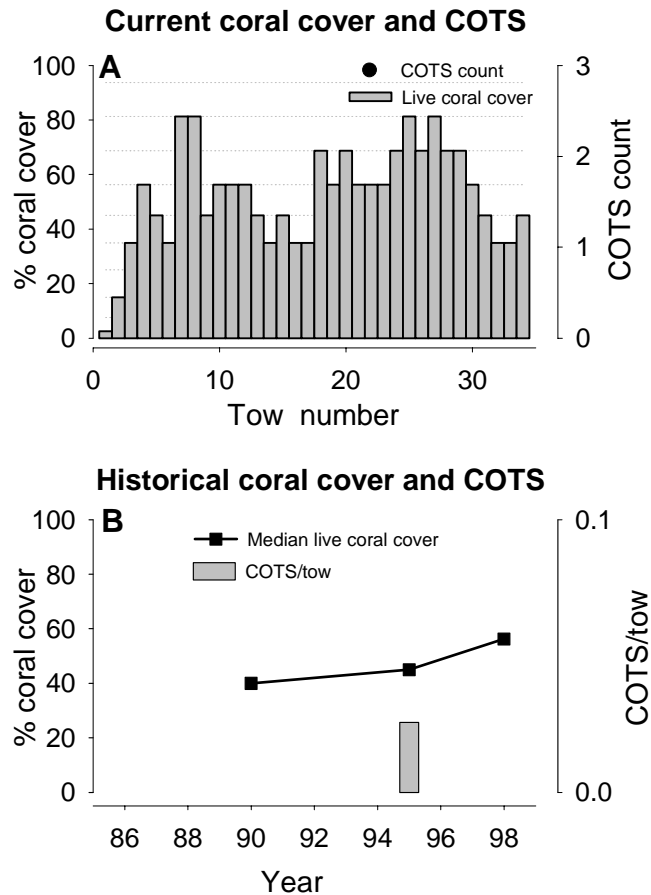 Current coral cover and COTS
A
COTS count
Live coral cover
% coral cover
100
80
60
40
20
0
3
2
1
0
COTS count
0 10 20 30
Tow number
Historical coral cover and COTS
B
Median live coral cover
COTS/tow
% coral cover
100
80
60
40
20
0
0.1
0.0
COTS/tow
86 88 90 92 94 96 98
Year